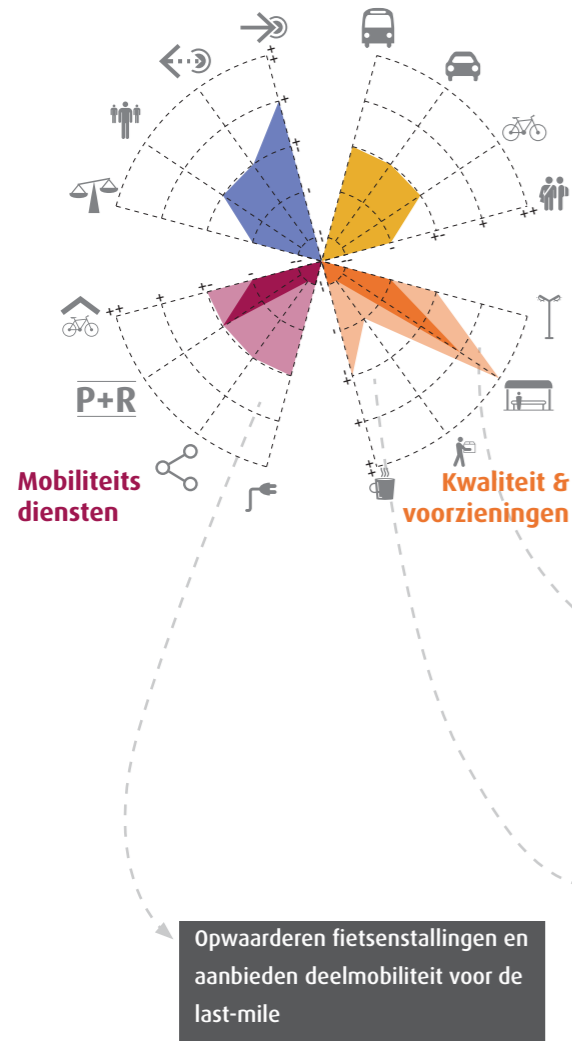 ++
+
+
-
--
--
-
+
++
++
+
+
-
--
--
-
+
+
++
P+R
Mobiliteits
diensten
Kwaliteit &
voorzieningen
Opwaarderen fietsenstallingen en
aanbieden deelmobiliteit voor de
last-mile